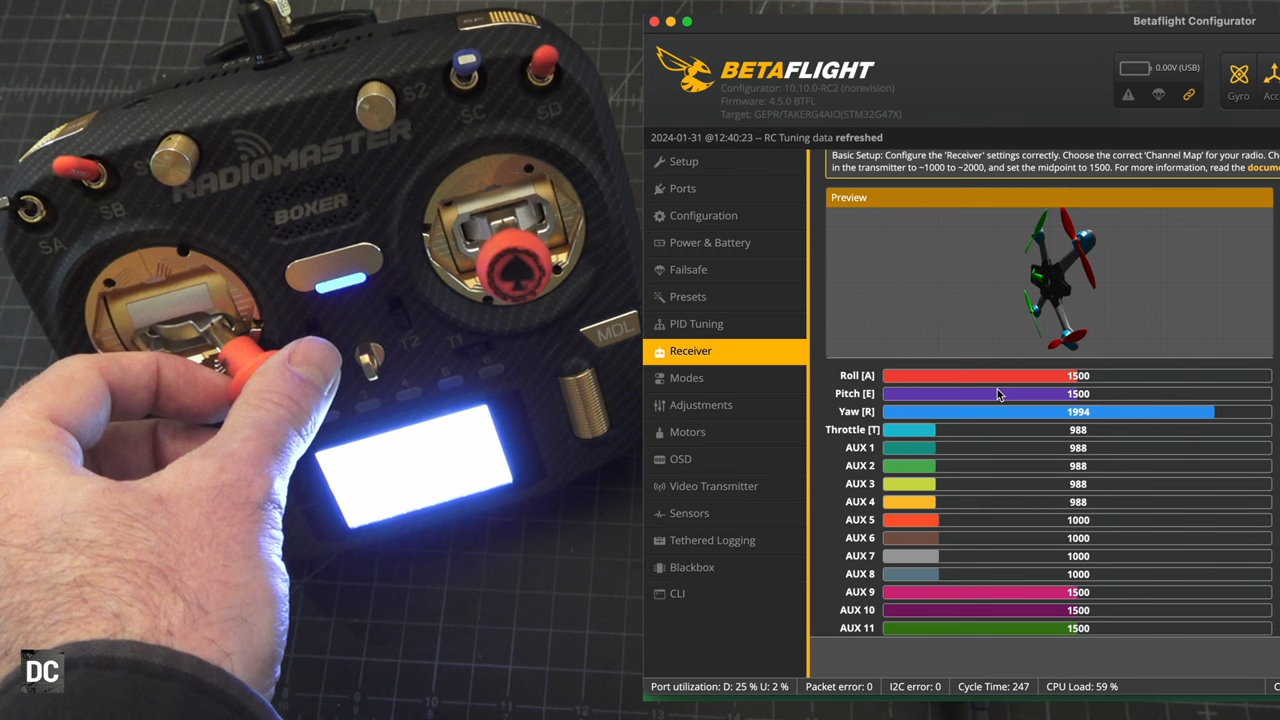 S2
SC
SD
SB
SA
RADIOMASTER
BOXER
T2
T1
MDL
DC
Betaflight Configurator
BETAFLIGHT
Configurator: 10.10.0-RC2 (norevision)
Firmware: 4.5.0 BTFL
Target: GEPR/TAKERG4AIO(STM32G47X)
0.00V (USB)
Gyro
2024-01-31 @12:40:23 -- RC Tuning data refreshed
Setup
Ports
Configuration
Power & Battery
Failsafe
Presets
PID Tuning
Receiver
Modes
Adjustments
Motors
OSD
Video Transmitter
Sensors
Tethered Logging
Blackbox
CLI
Basic Setup: Configure the 'Receiver' settings correctly. Choose the correct 'Channel Map' for your radio. Ch
in the transmitter to ~1000 to ~2000, and set the midpoint to 1500. For more information, read the docum
Preview
Roll [A] 1500
Pitch [E] 1500
Yaw [R] 1994
Throttle [T] 988
AUX 1 988
AUX 2 988
AUX 3 988
AUX 4 988
AUX 5 1000
AUX 6 1000
AUX 7 1000
AUX 8 1000
AUX 9 1500
AUX 10 1500
AUX 11 1500
Port utilization: D: 25 % U: 2 % Packet error: 0 I2C error: 0 Cycle Time: 247 CPU Load: 59 %